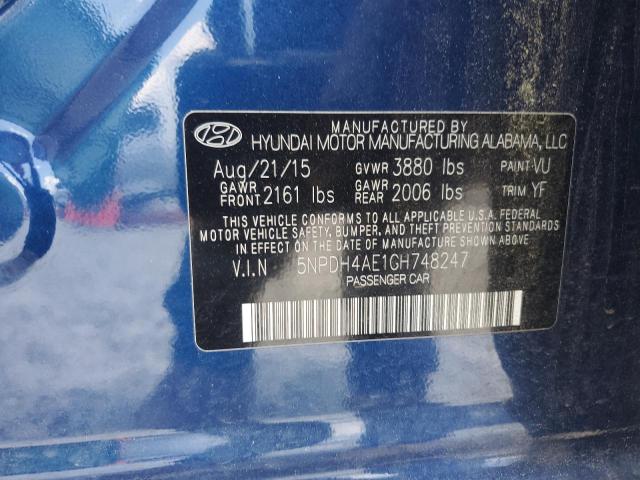 MANUFACTURED BY
HYUNDAI MOTOR MANUFACTURING ALABAMA, LLC
Aug/21/15 GVWR 3880 lbs PAINT VU
GAWR FRONT 2161 lbs GAWR REAR 2006 lbs TRIM YF
THIS VEHICLE CONFORMS TO ALL APPLICABLE U.S.A. FEDERAL
MOTOR VEHICLE SAFETY, BUMPER, AND THEFT PREVENTION STANDARDS
IN EFFECT ON THE DATE OF MANUFACTURE SHOWN ABOVE.
V.I.N 5NPDH4AE1GH748247
PASSENGER CAR